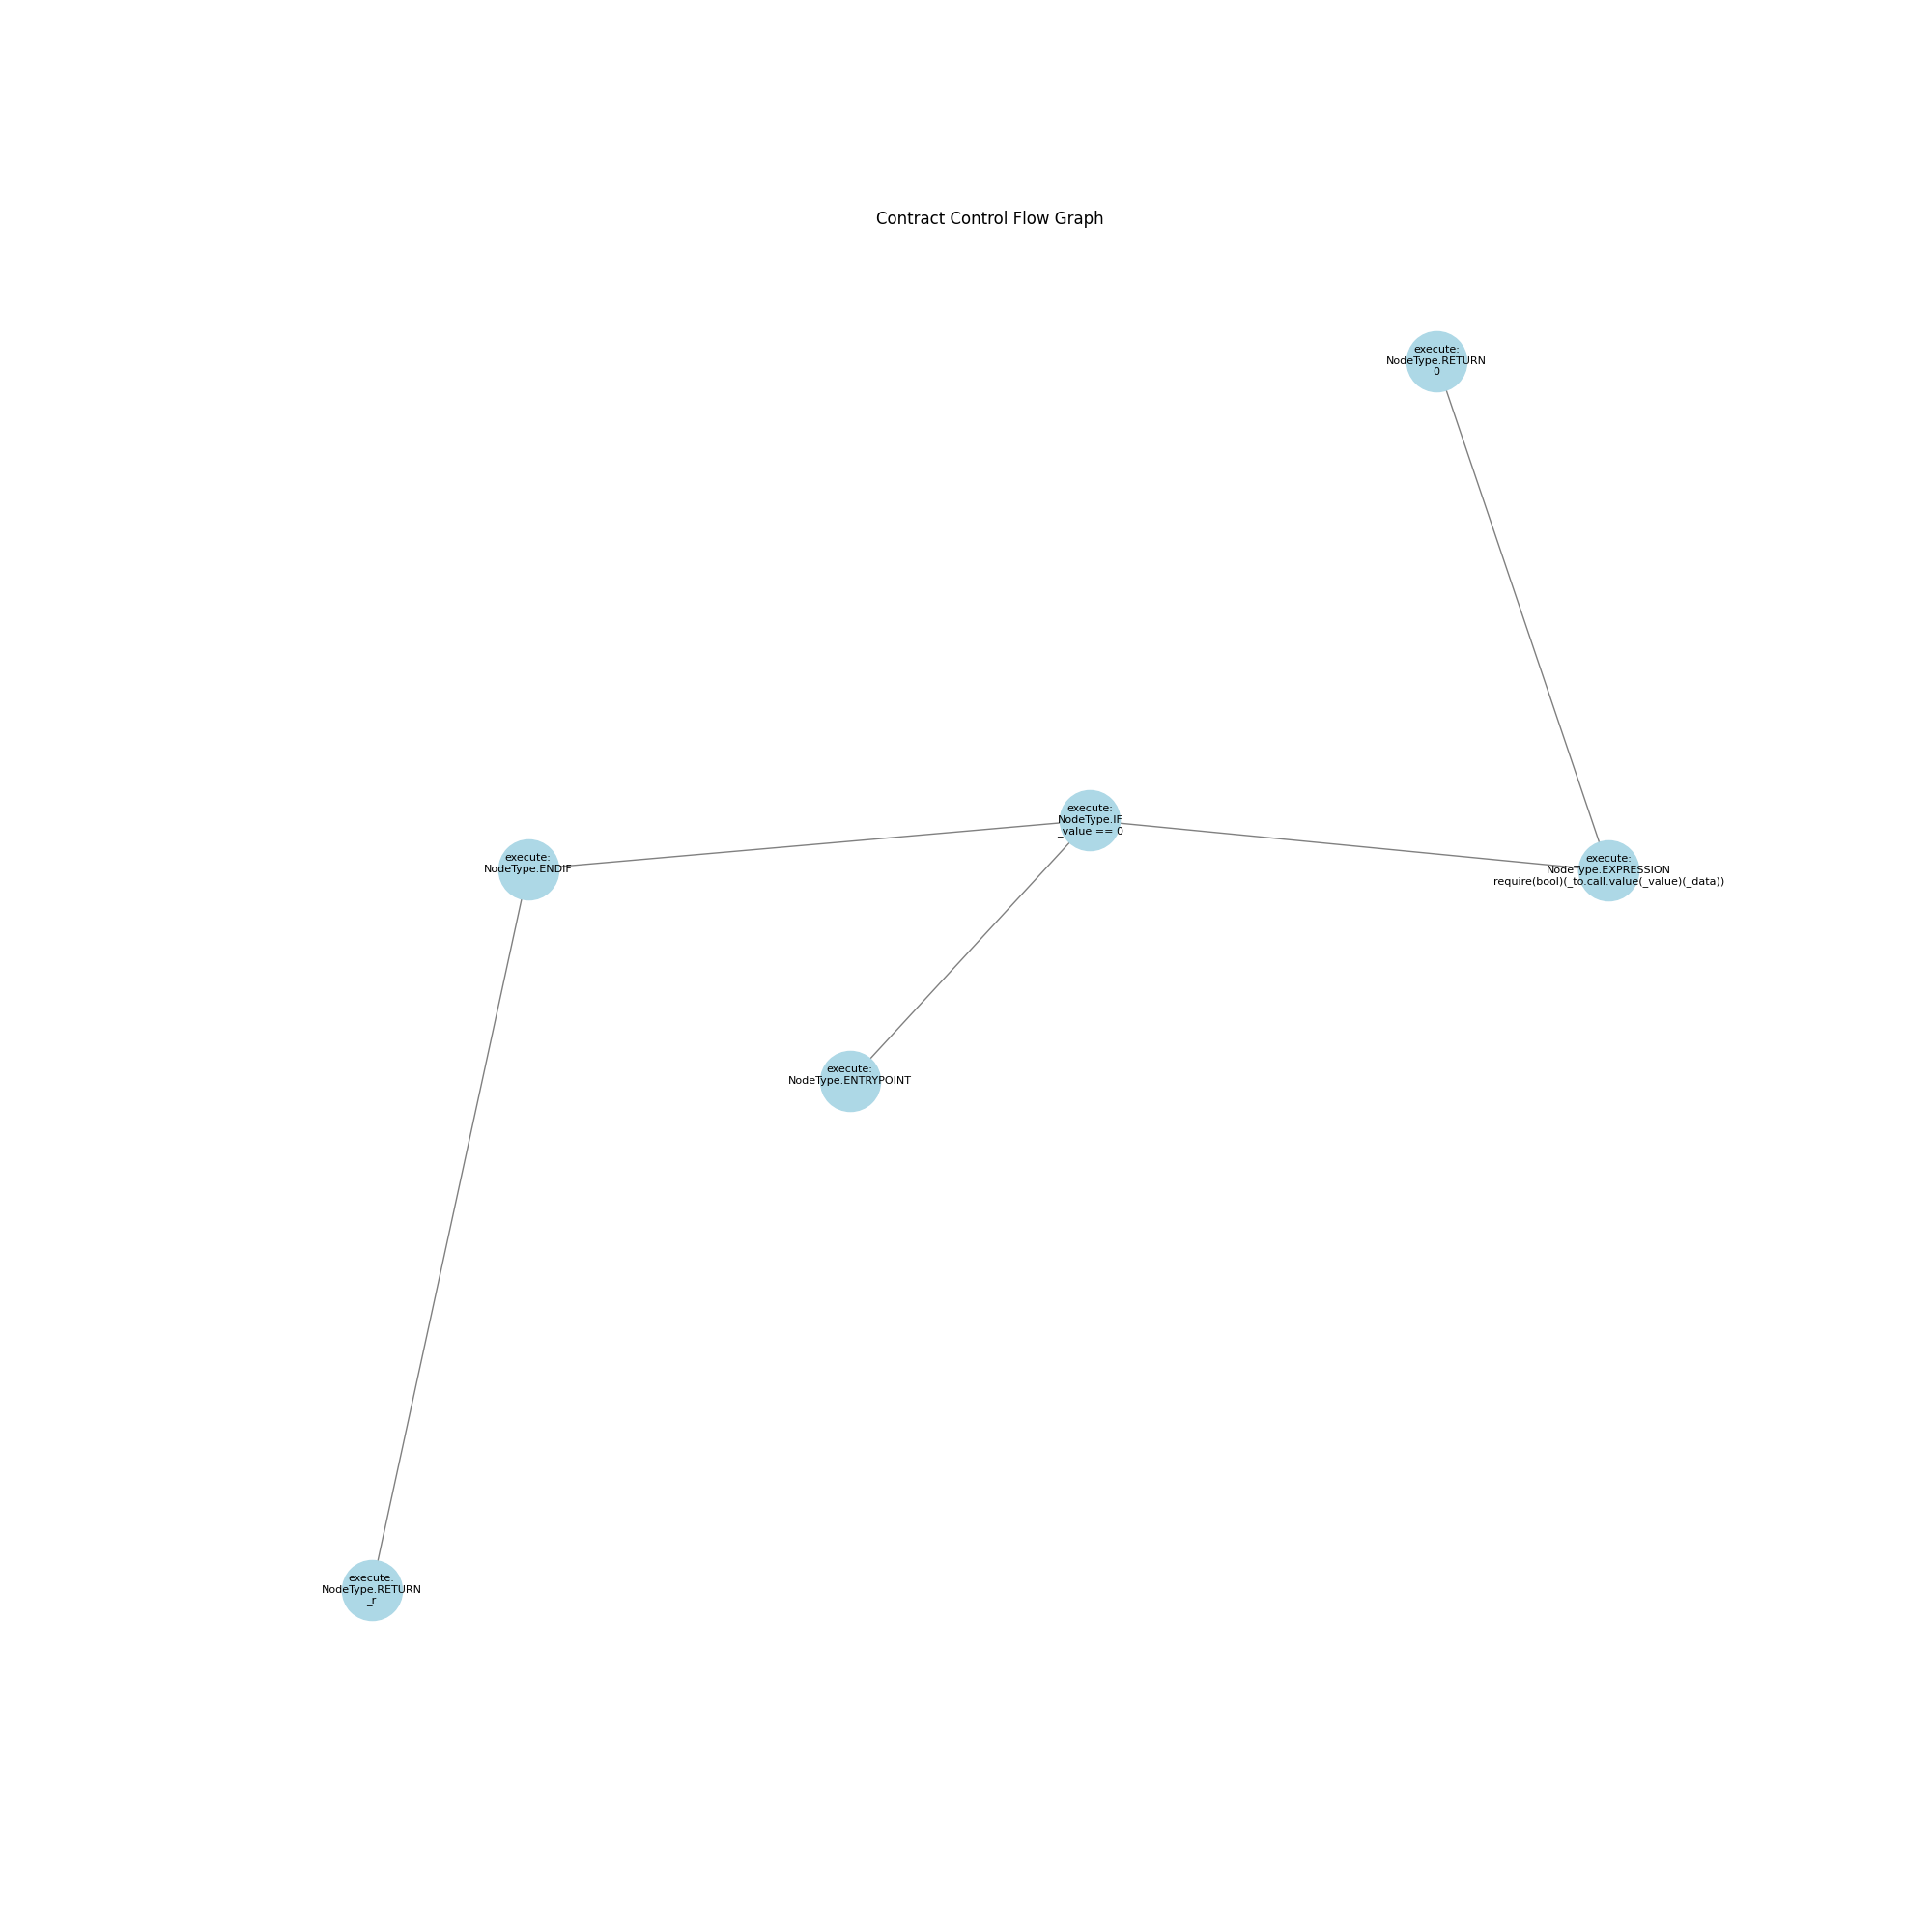 Contract Control Flow Graph
execute:
NodeType.RETURN
0
execute:
NodeType.IF
_value == 0
execute:
NodeType.ENDIF
execute:
NodeType.EXPRESSION
require(bool)(_to.call.value(_value)(_data))
execute:
NodeType.ENTRYPOINT
execute:
NodeType.RETURN
_r